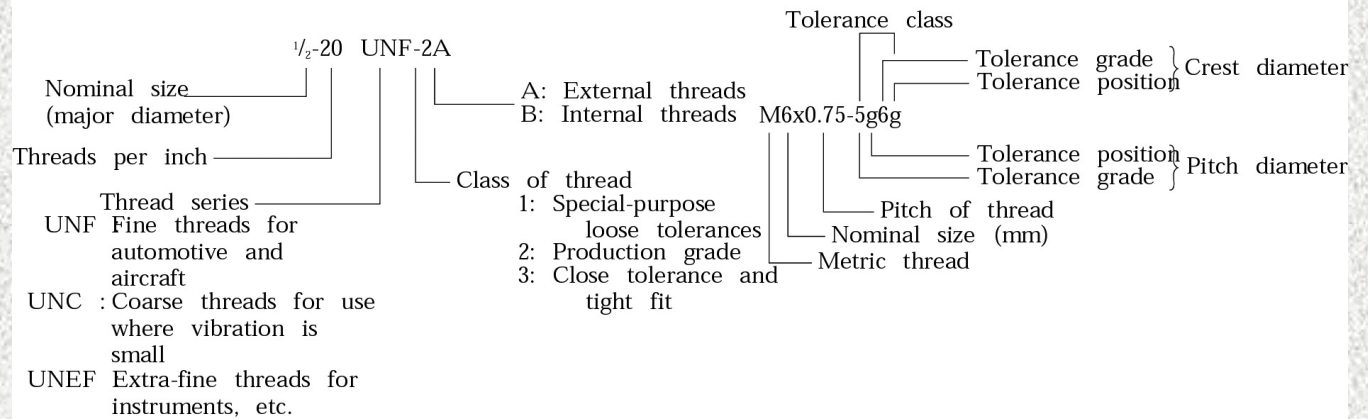 ½-20 UNF-2A
Nominal size
(major diameter)
Threads per inch
Thread series
UNF Fine threads for
automotive and
aircraft
UNC : Coarse threads for use
where vibration is
small
UNEF Extra-fine threads for
instruments, etc.
A: External threads
B: Internal threads
Class of thread
1: Special-purpose
loose tolerances
2: Production grade
3: Close tolerance and
tight fit
Tolerance class
Tolerance grade
Tolerance position
Crest diameter
M6x0.75-5g6g
Tolerance position
Tolerance grade
Pitch diameter
Pitch of thread
Nominal size (mm)
Metric thread